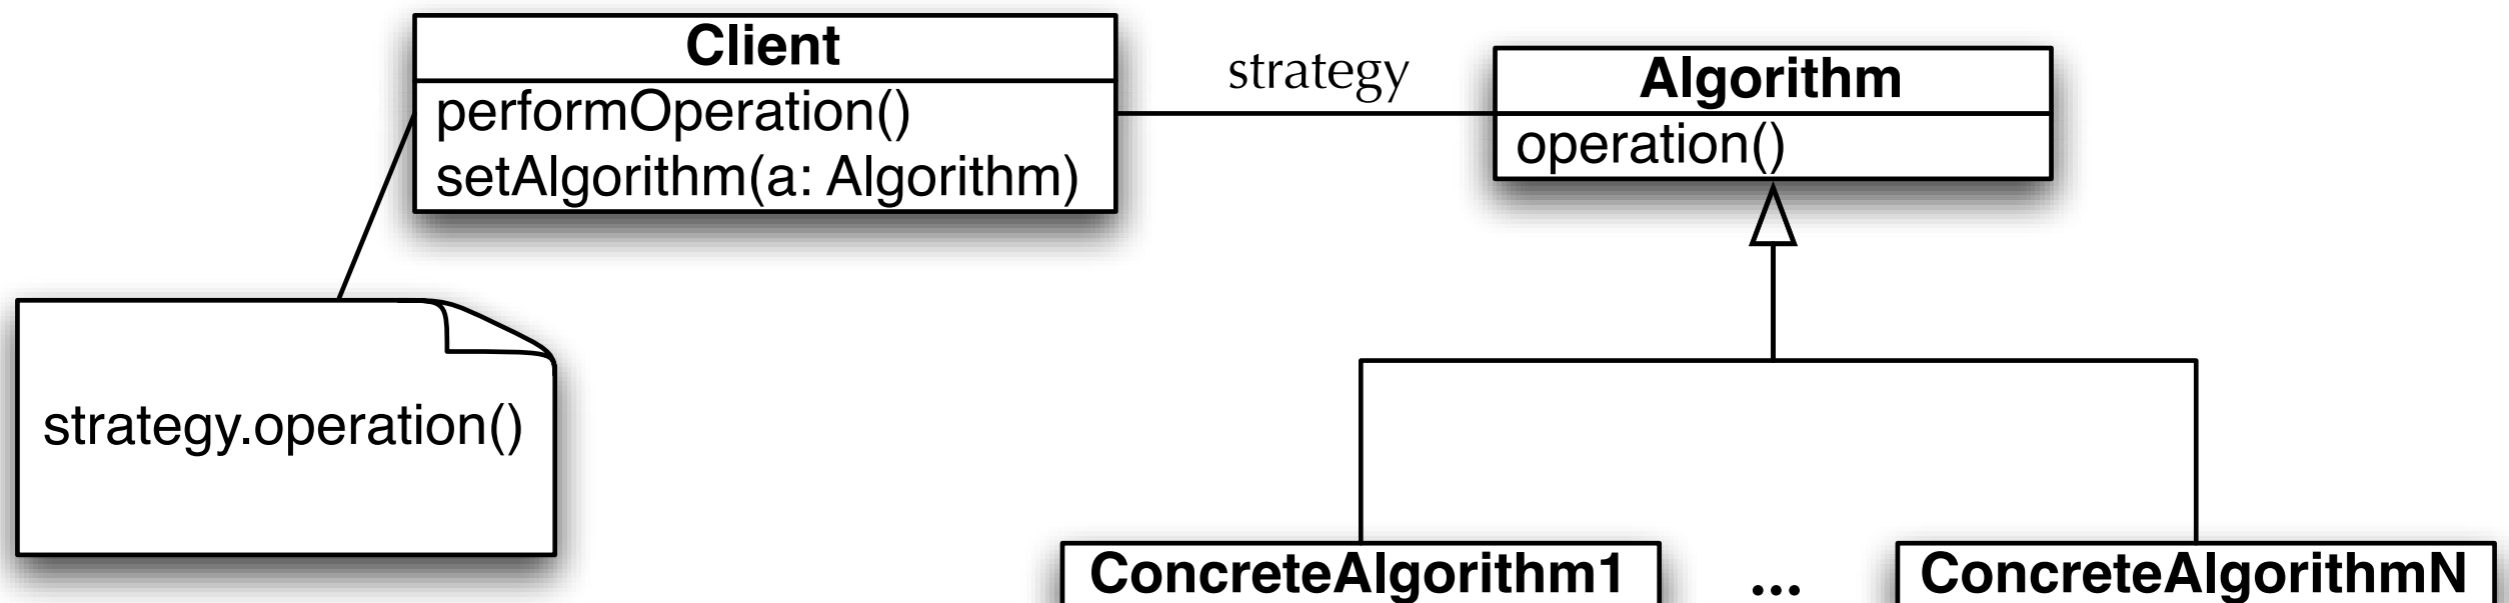 Client
performOperation()
setAlgorithm(a: Algorithm)
strategy
Algorithm
operation()
strategy.operation()
ConcreteAlgorithm1
...
ConcreteAlgorithmN